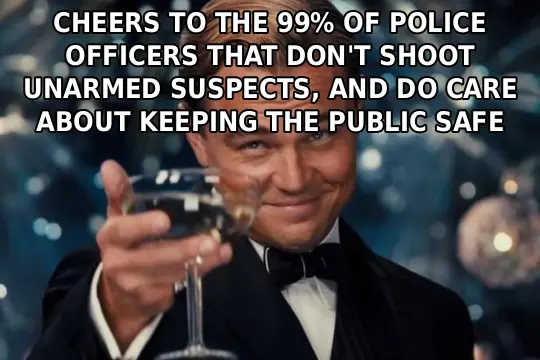 CHEERS TO THE 99% OF POLICE
OFFICERS THAT DON'T SHOOT
UNARMED SUSPECTS, AND DO CARE
ABOUT KEEPING THE PUBLIC SAFE